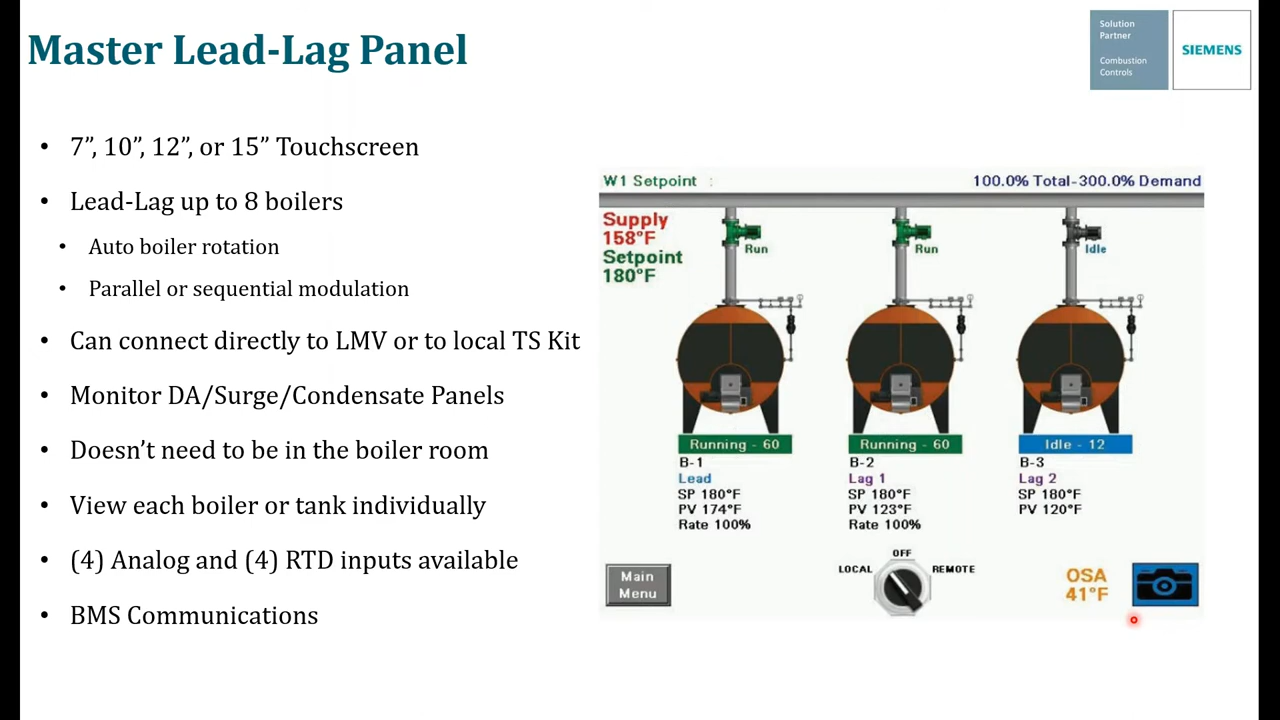 Master Lead-Lag Panel
Solution
Partner
Combustion
Controls
SIEMENS
• 7”, 10”, 12”, or 15” Touchscreen
• Lead-Lag up to 8 boilers
• Auto boiler rotation
• Parallel or sequential modulation
• Can connect directly to LMV or to local TS Kit
• Monitor DA/Surge/Condensate Panels
• Doesn’t need to be in the boiler room
• View each boiler or tank individually
• (4) Analog and (4) RTD inputs available
• BMS Communications
W1 Setpoint :
100.0% Total-300.0% Demand
Supply
158°F
Setpoint
180°F
Run
Run
Idle
Running - 60
B-1
Lead
SP 180°F
PV 174°F
Rate 100%
Running - 60
B-2
Lag 1
SP 180°F
PV 123°F
Rate 100%
Idle - 12
B-3
Lag 2
SP 180°F
PV 120°F
Main
Menu
OFF
LOCAL
REMOTE
OSA
41°F